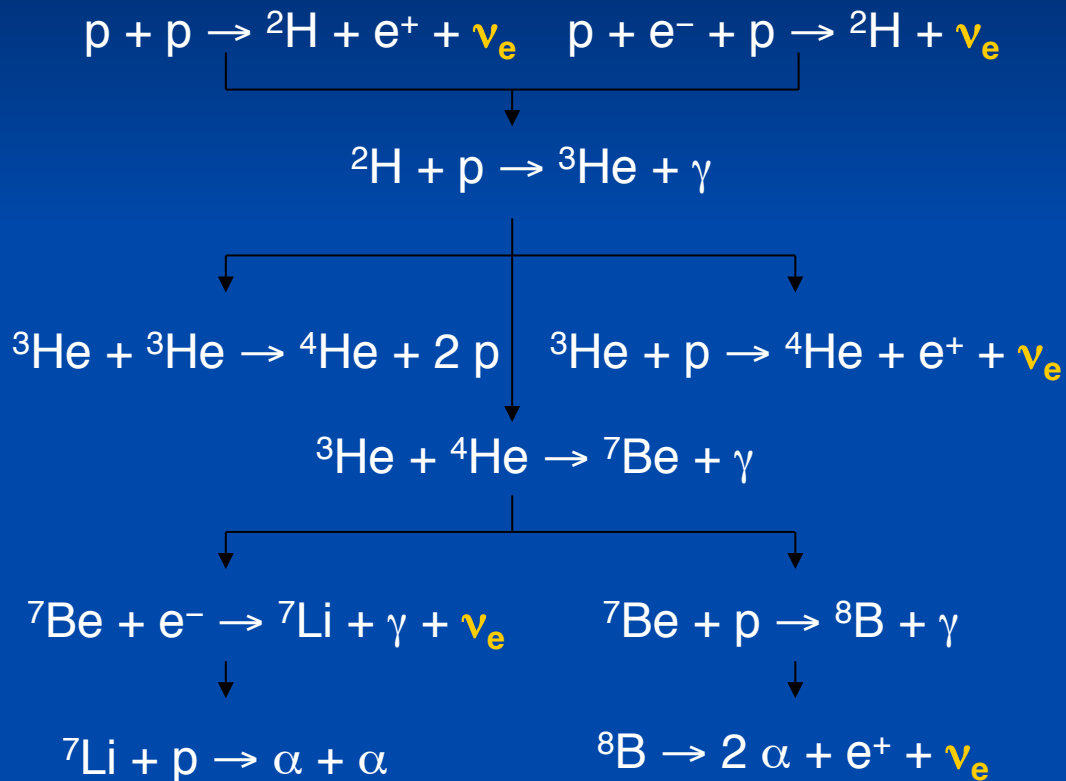 p + p → ²H + e⁺ + νₑ
p + e⁻ + p → ²H + νₑ
²H + p → ³He + γ
³He + ³He → ⁴He + 2 p
³He + p → ⁴He + e⁺ + νₑ
³He + ⁴He → ⁷Be + γ
⁷Be + e⁻ → ⁷Li + γ + νₑ
⁷Be + p → ⁸B + γ
⁷Li + p → α + α
⁸B → 2 α + e⁺ + νₑ